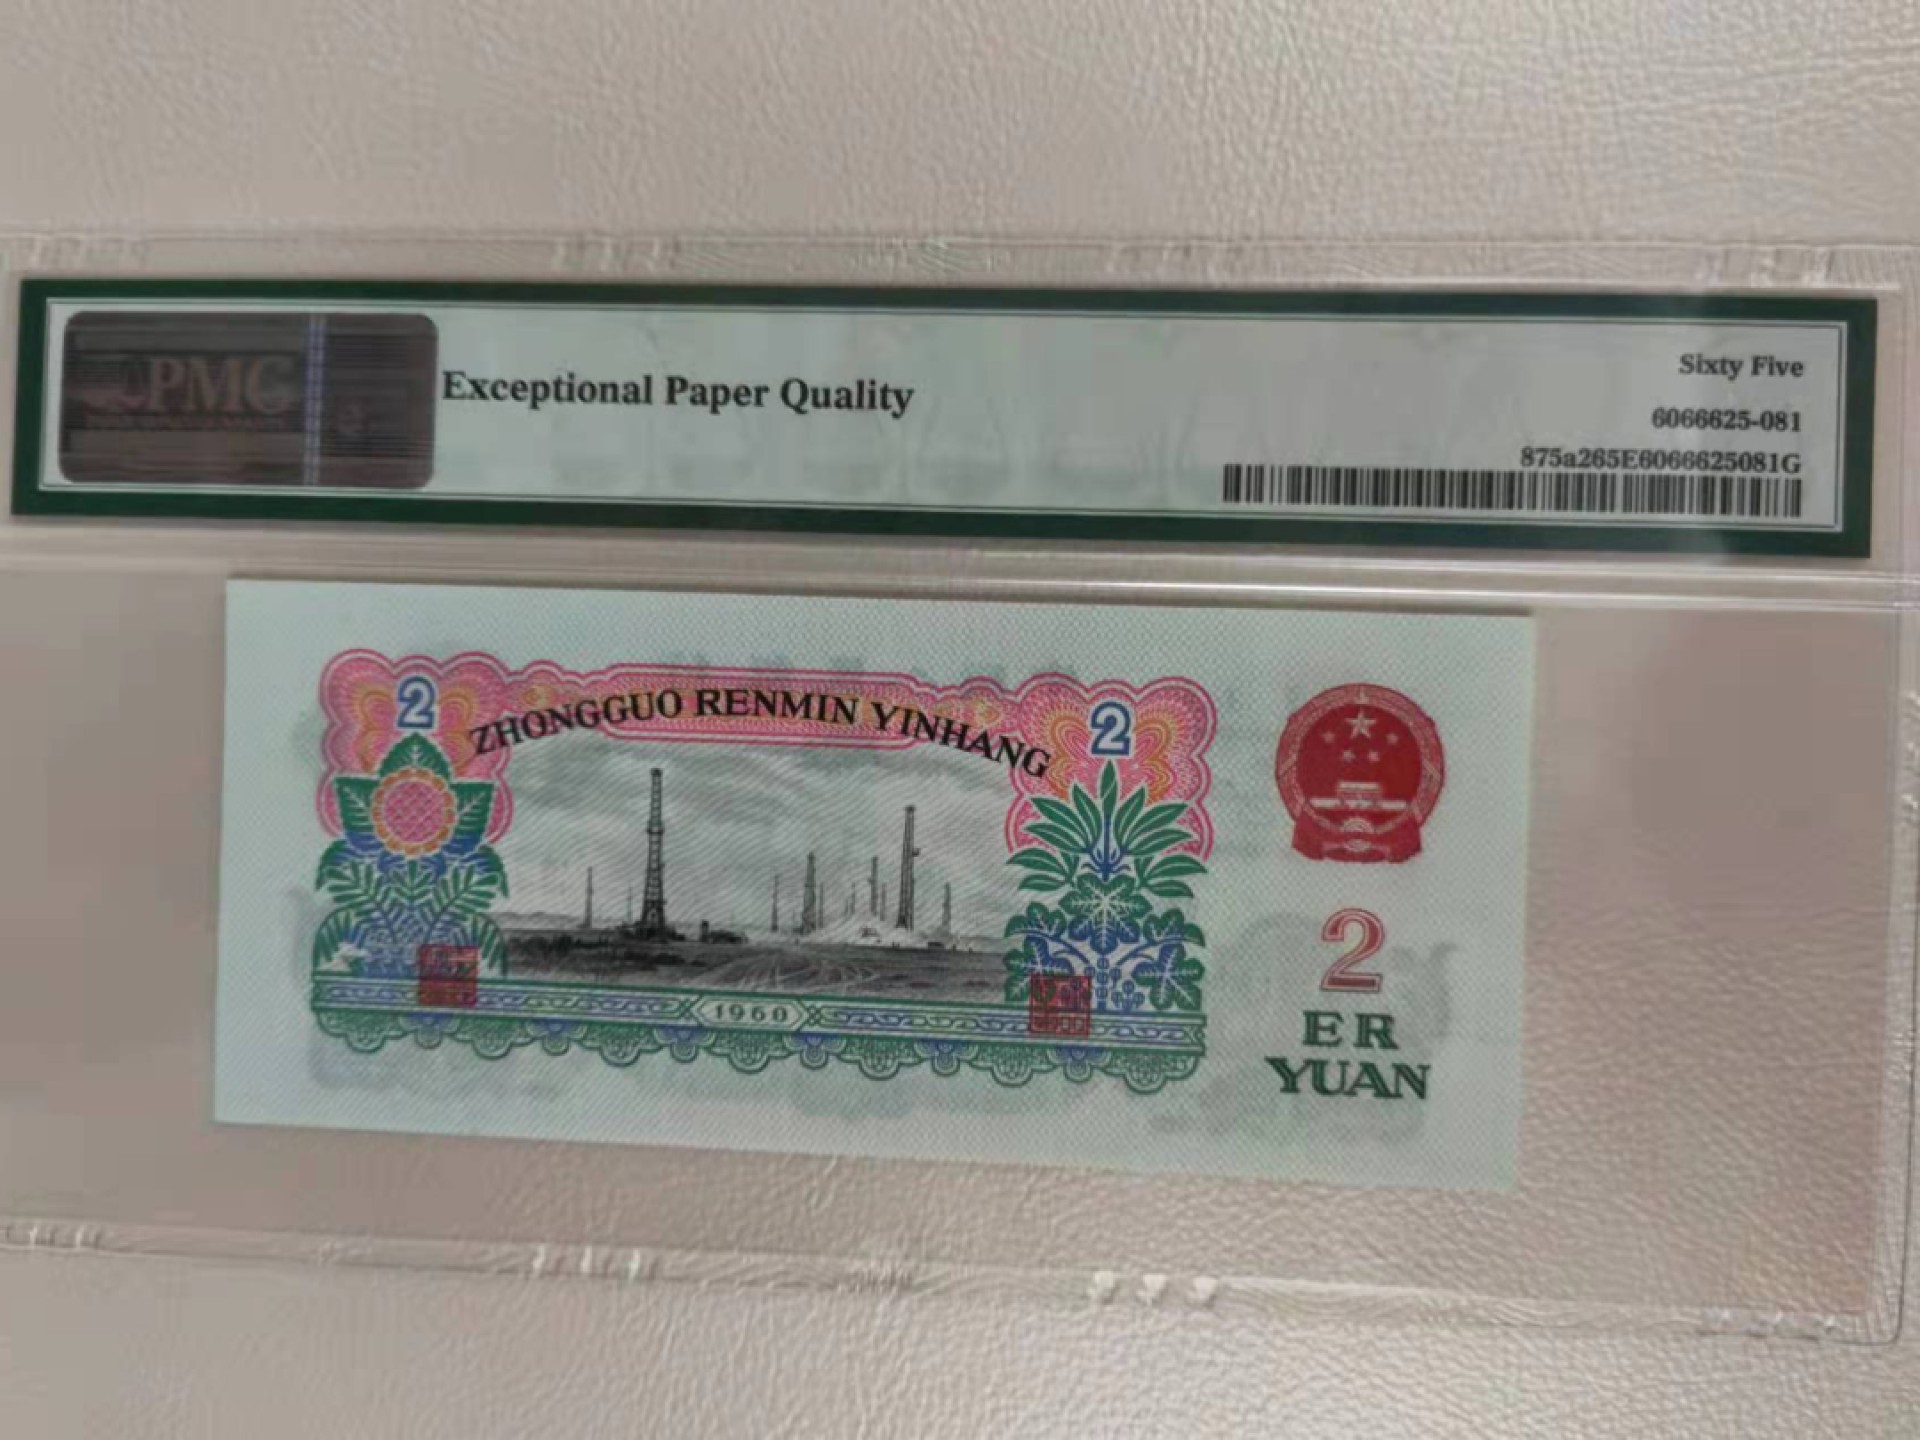 PMG
Exceptional Paper Quality
Sixty Five
6066625-081
875a265E6066625081G
2
ZHONGGUO RENMIN YINHANG
2
1960
2
ER
YUAN